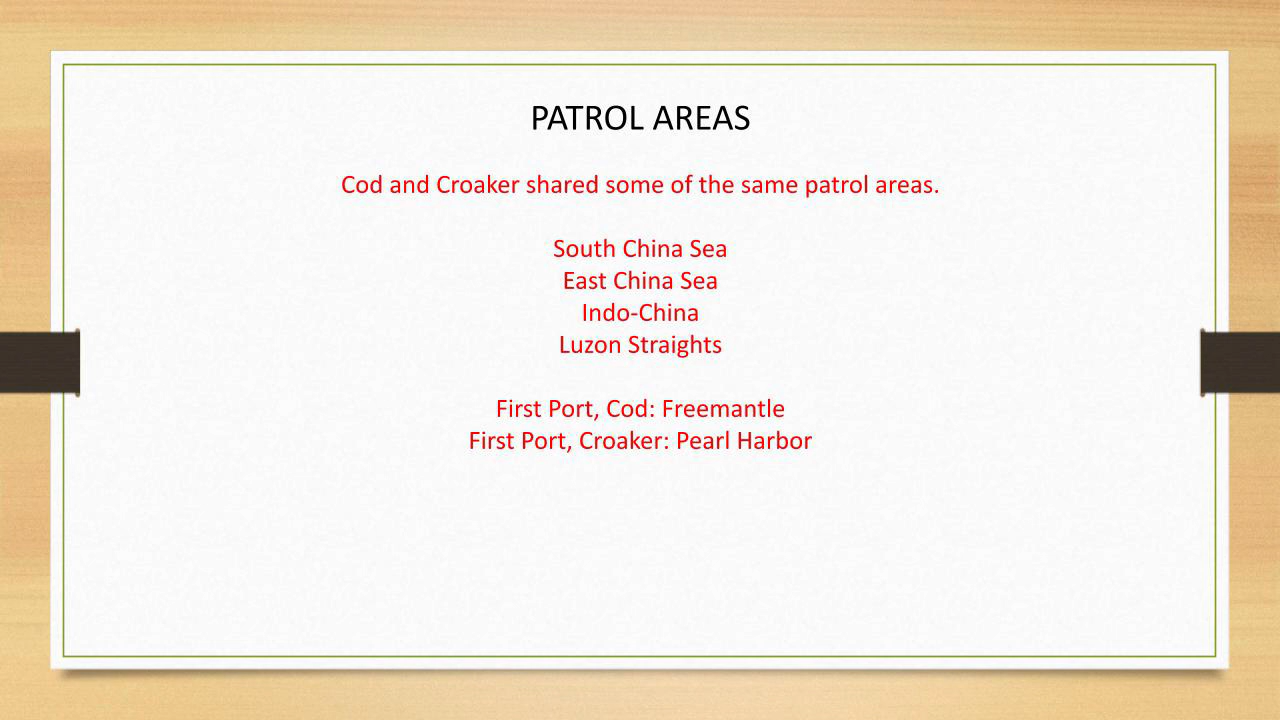 PATROL AREAS
Cod and Croaker shared some of the same patrol areas.
South China Sea
East China Sea
Indo-China
Luzon Straights
First Port, Cod: Freemantle
First Port, Croaker: Pearl Harbor